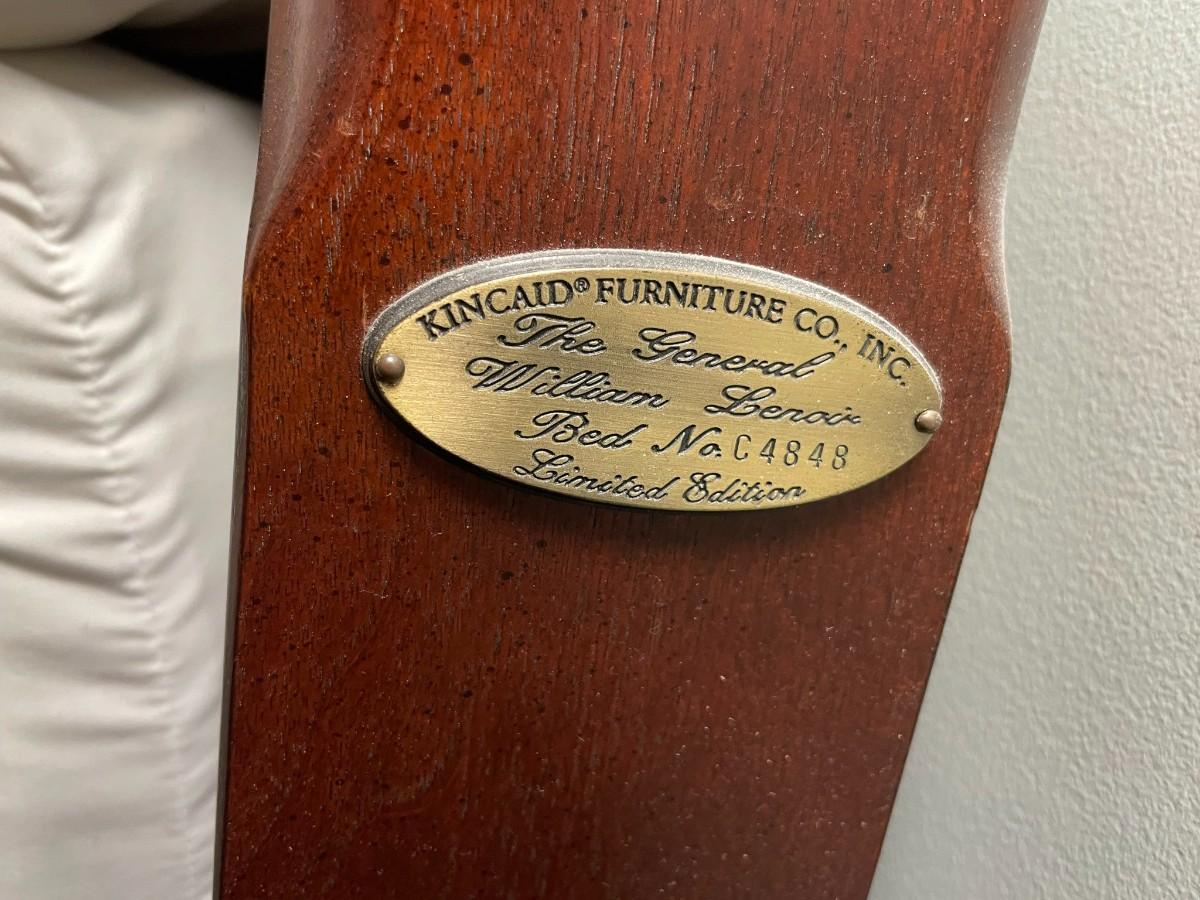 KINCAID® FURNITURE CO., INC.
The General
William Lenoir
Bed No. C4848
Limited Edition